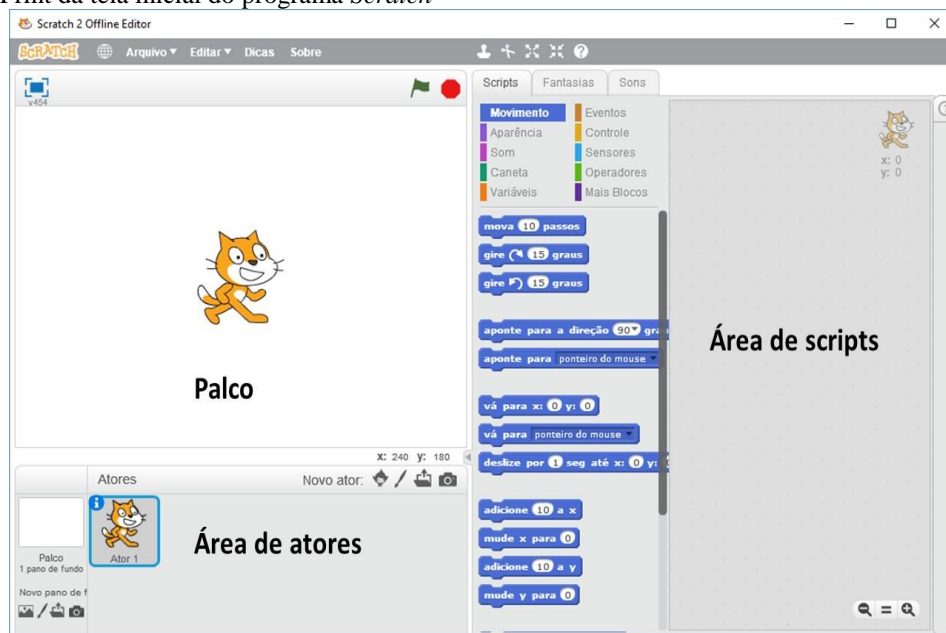 Print da tela inicial do programa Scratch
Scratch 2 Offline Editor
SCRATCH Arquivo Editar Dicas Sobre
v454
Scripts Fantasias Sons
Movimento Eventos
Aparência Controle
Som Sensores
Caneta Operadores
Variáveis Mais Blocos
x: 0
y: 0
mova 10 passos
gire 15 graus
gire 15 graus
aponte para a direção 90
aponte para ponteiro do mouse
vá para x: 0 y: 0
vá para ponteiro do mouse
deslize por 1 seg até x: 0 y:
adicione 10 a x
mude x para 0
adicione 10 a y
mude y para 0
Área de scripts
Palco
X: 240 y: 180
Atores Novo ator:
Ator 1
Palco
1 pano de fundo
Novo pano de f
Área de atores